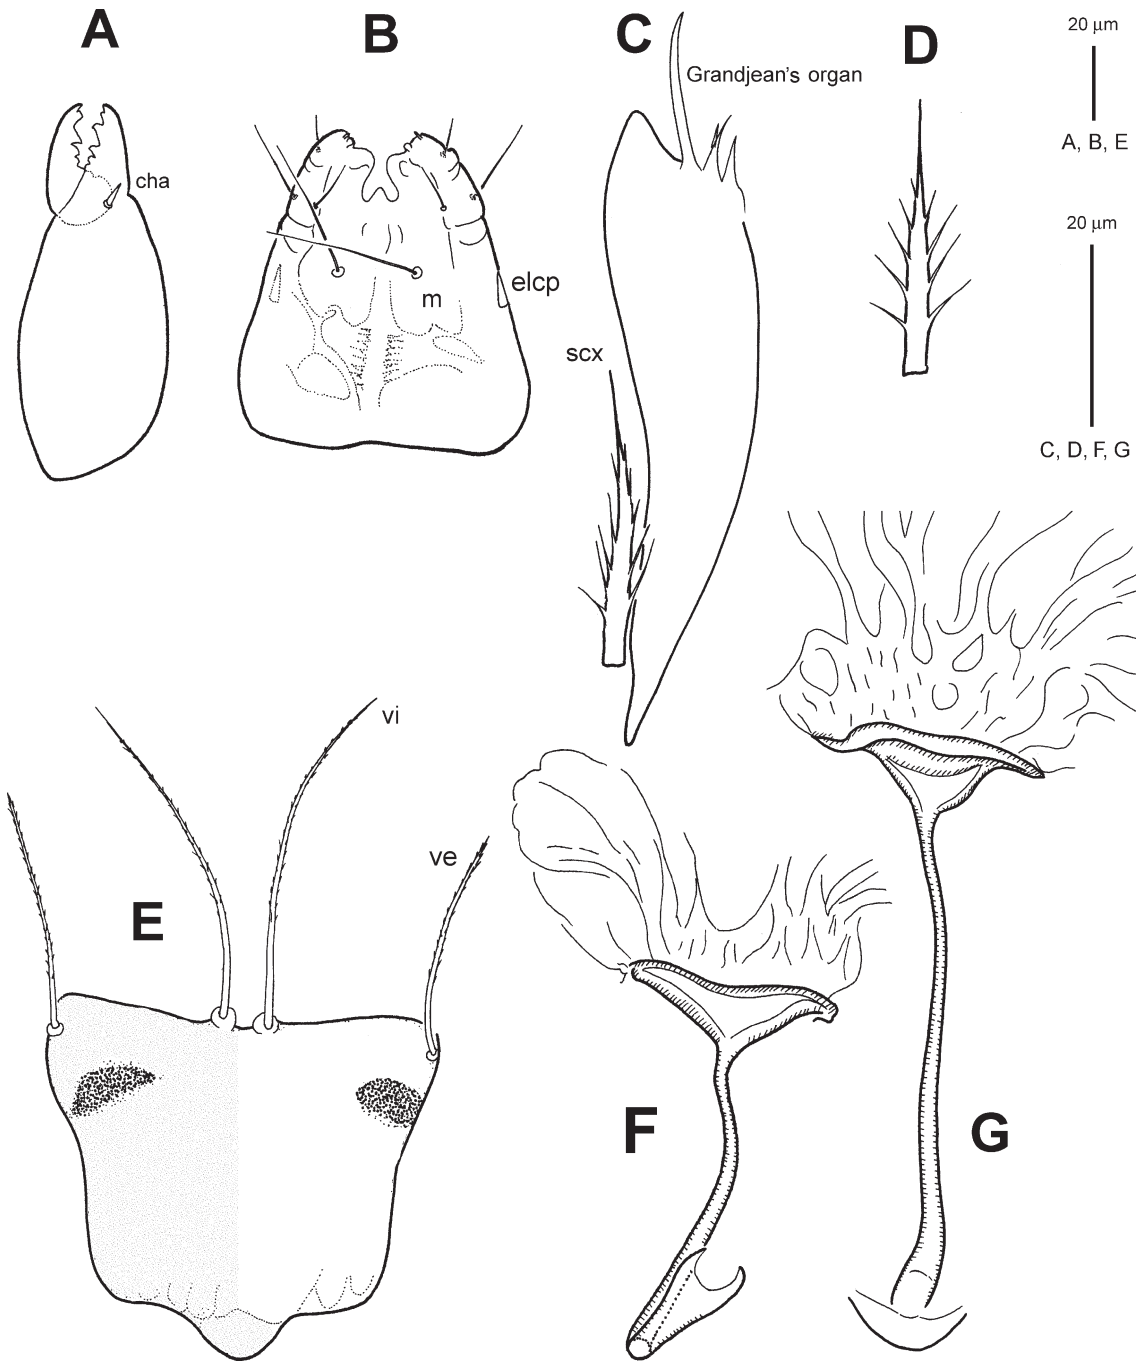 A
B
C
D
20 µm
Grandjean's organ
A, B, E
cha
20 µm
elcp
m
scx
C, D, F, G
vi
ve
E
F
G